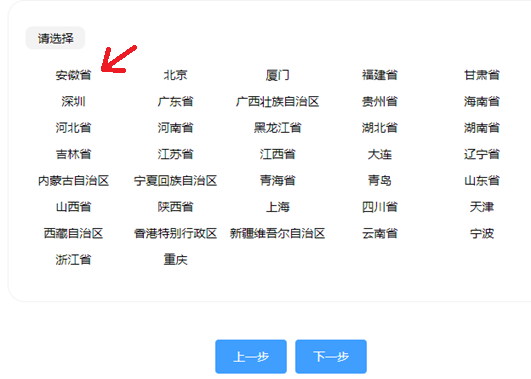 请选择
安徽省 北京 厦门 福建省 甘肃省
深圳 广东省 广西壮族自治区 贵州省 海南省
河北省 河南省 黑龙江省 湖北省 湖南省
吉林省 江苏省 江西省 大连 辽宁省
内蒙古自治区 宁夏回族自治区 青海省 青岛 山东省
山西省 陕西省 上海 四川省 天津
西藏自治区 香港特别行政区 新疆维吾尔自治区 云南省 宁波
浙江省 重庆
上一步 下一步